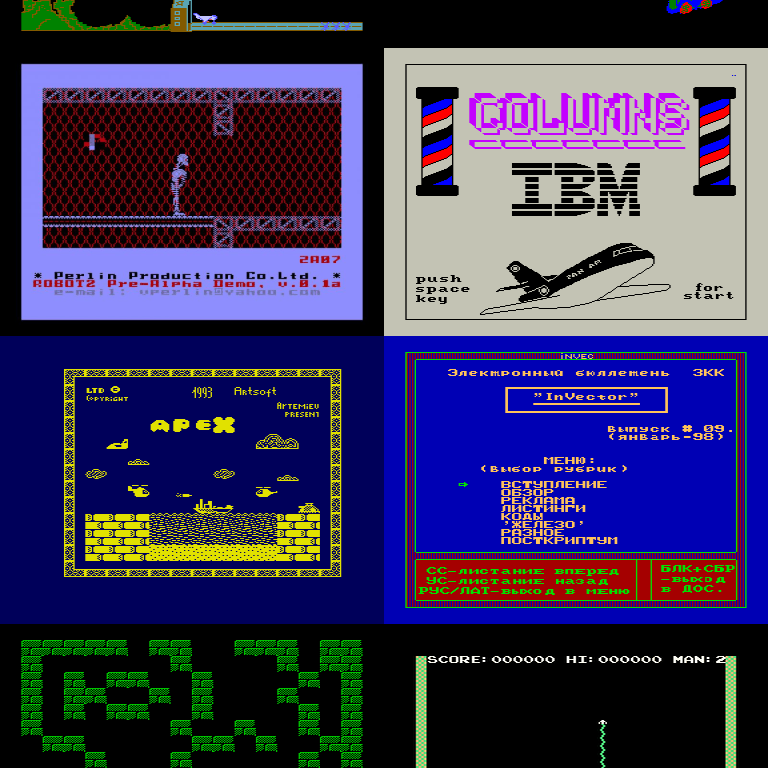 2A07
* Perlin Production Co.Ltd. *
ROBOT2 Pre-Alpha Demo, v.0.1a
e-mail: vperlin@yahoo.com
COLUMNS
IBM
PAN AM
push
space
key
for
start
LTD ©
COPYRIGHT
1993 Artsoft
ARTEMIEV
PRESENT
APEX
iNVEC
Электронный бюллетень ЗКК
"InVector"
Выпуск # 09.
(январь-98)
МЕНЮ:
(Выбор рубрик)
ВСТУПЛЕНИЕ
ОБЗОР
РЕКЛАМА
ЛИСТИНГИ
КОДЫ
'ЖЕЛЕЗО'
РАЗНОЕ
ПОСТКРИПТУМ
СС-листание вперед
УС-листание назад
РУС/ЛАТ-выход в меню
БЛК+СБР
-выход
в ДОС.
SCORE:000000 HI:000000 MAN:2